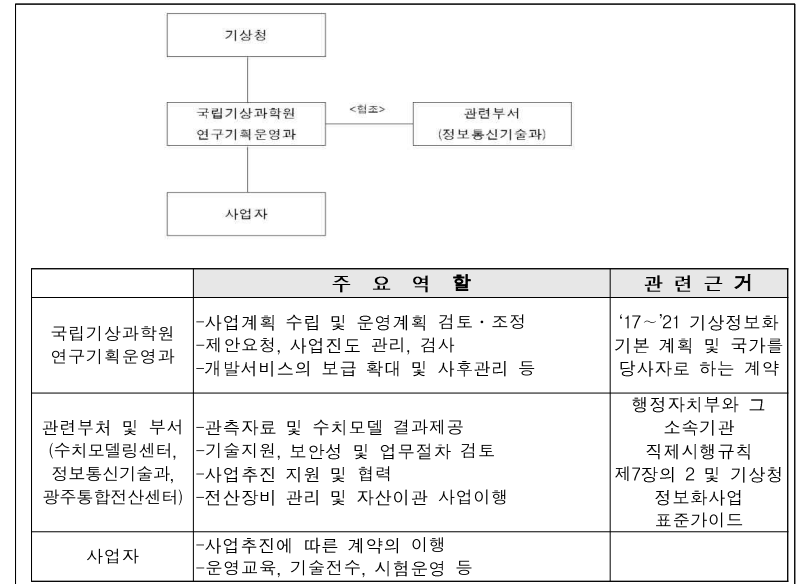 기상청
국립기상과학원
연구기획운영과
<협조>
관련부서
(정보통신기술과)
사업자
주 요 역 할
관 련 근 거
국립기상과학원
연구기획운영과
-사업계획 수립 및 운영계획 검토·조정
-제안요청, 사업진도 관리, 검사
-개발서비스의 보급 확대 및 사후관리 등
‘17～’21 기상정보화
기본 계획 및 국가를
당사자로 하는 계약
관련부처 및 부서
(수치모델링센터,
정보통신기술과,
광주통합전산센터)
-관측자료 및 수치모델 결과제공
-기술지원, 보안성 및 업무절차 검토
-사업추진 지원 및 협력
-전산장비 관리 및 자산이관 사업이행
행정자치부와 그
소속기관
직제시행규칙
제7장의 2 및 기상청
정보화사업
표준가이드
사업자
-사업추진에 따른 계약의 이행
-운영교육, 기술전수, 시험운영 등